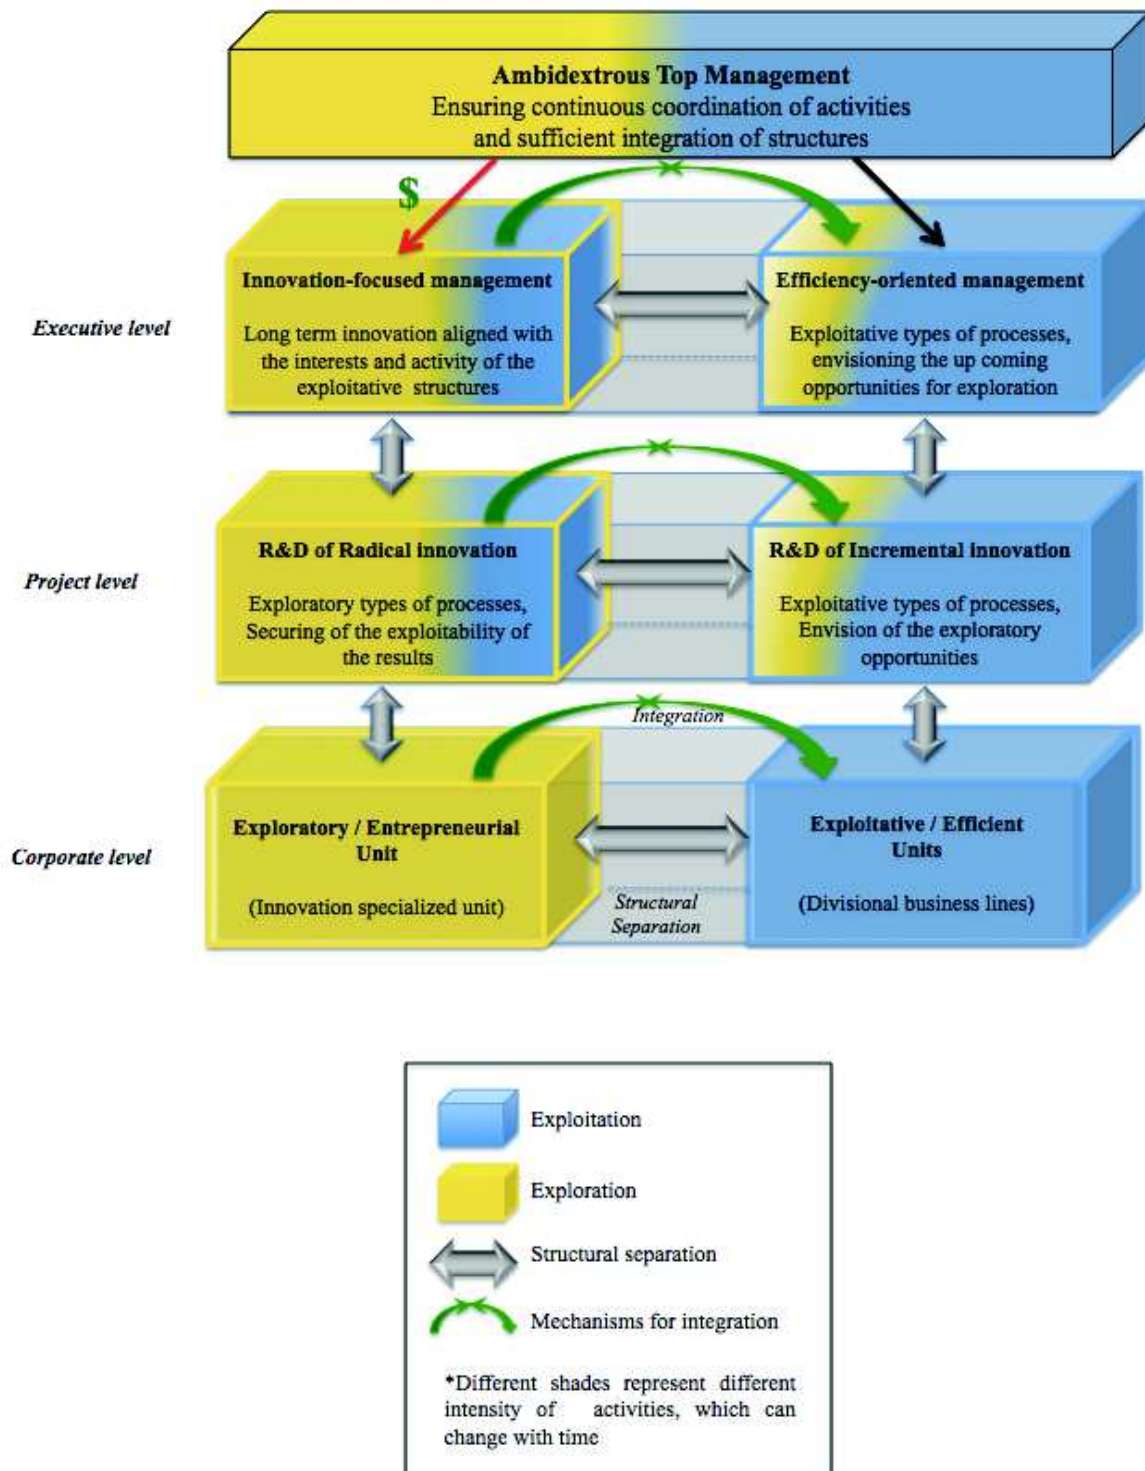 Ambidextrous Top Management
Ensuring continuous coordination of activities
and sufficient integration of structures
$
Executive level
Innovation-focused management
Long term innovation aligned with
the interests and activity of the
exploitative structures
Efficiency-oriented management
Exploitative types of processes,
envisioning the up coming
opportunities for exploration
Project level
R&D of Radical innovation
Exploratory types of processes,
Securing of the exploitability of
the results
R&D of Incremental innovation
Exploitative types of processes,
Envision of the exploratory
opportunities
Integration
Corporate level
Exploratory / Entrepreneurial
Unit
(Innovation specialized unit)
Structural
Separation
Exploitative / Efficient
Units
(Divisional business lines)
Exploitation
Exploration
Structural separation
Mechanisms for integration
*Different shades represent different
intensity of activities, which can
change with time